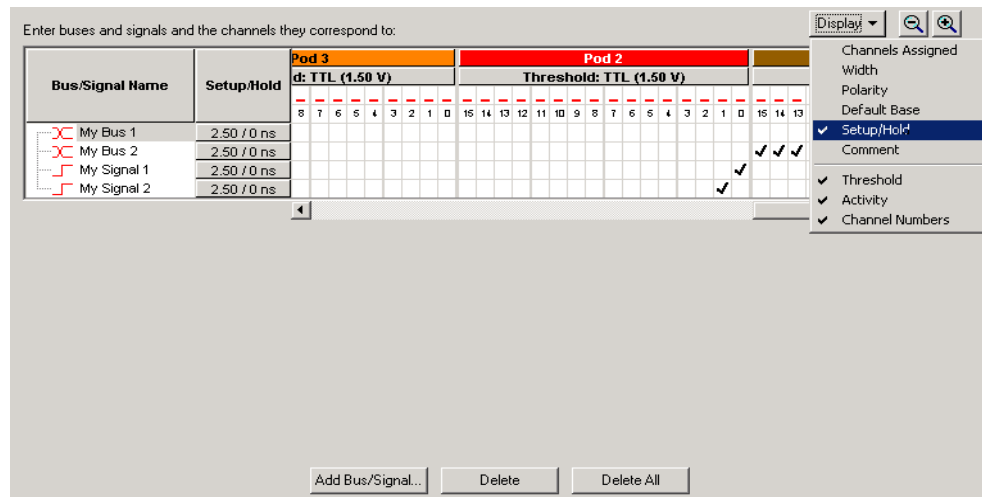 Enter buses and signals and the channels they correspond to:
Display
Channels Assigned
Width
Polarity
Default Base
Setup/Hold
Comment
Threshold
Activity
Channel Numbers
Bus/Signal Name
Setup/Hold
Pod 3
Pod 2
d: TTL (1.50 V)
Threshold: TTL (1.50 V)
8 7 6 5 4 3 2 1 0 15 14 13 12 11 10 9 8 7 6 5 4 3 2 1 0 15 14 13
My Bus 1 2.50 / 0 ns
My Bus 2 2.50 / 0 ns
My Signal 1 2.50 / 0 ns
My Signal 2 2.50 / 0 ns
Add Bus/Signal... Delete Delete All